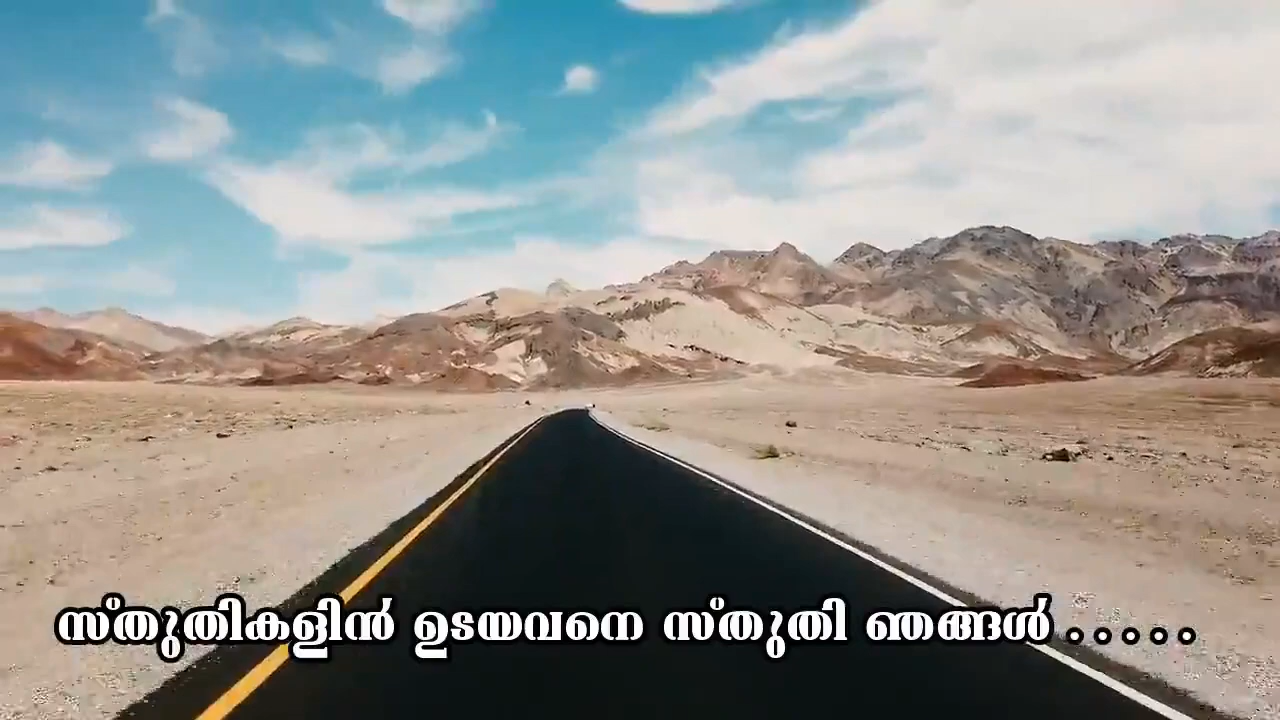 സ്തുതികളിൻ ഉടയവനെ സ്തുതി ഞങ്ങൾ . . . . .